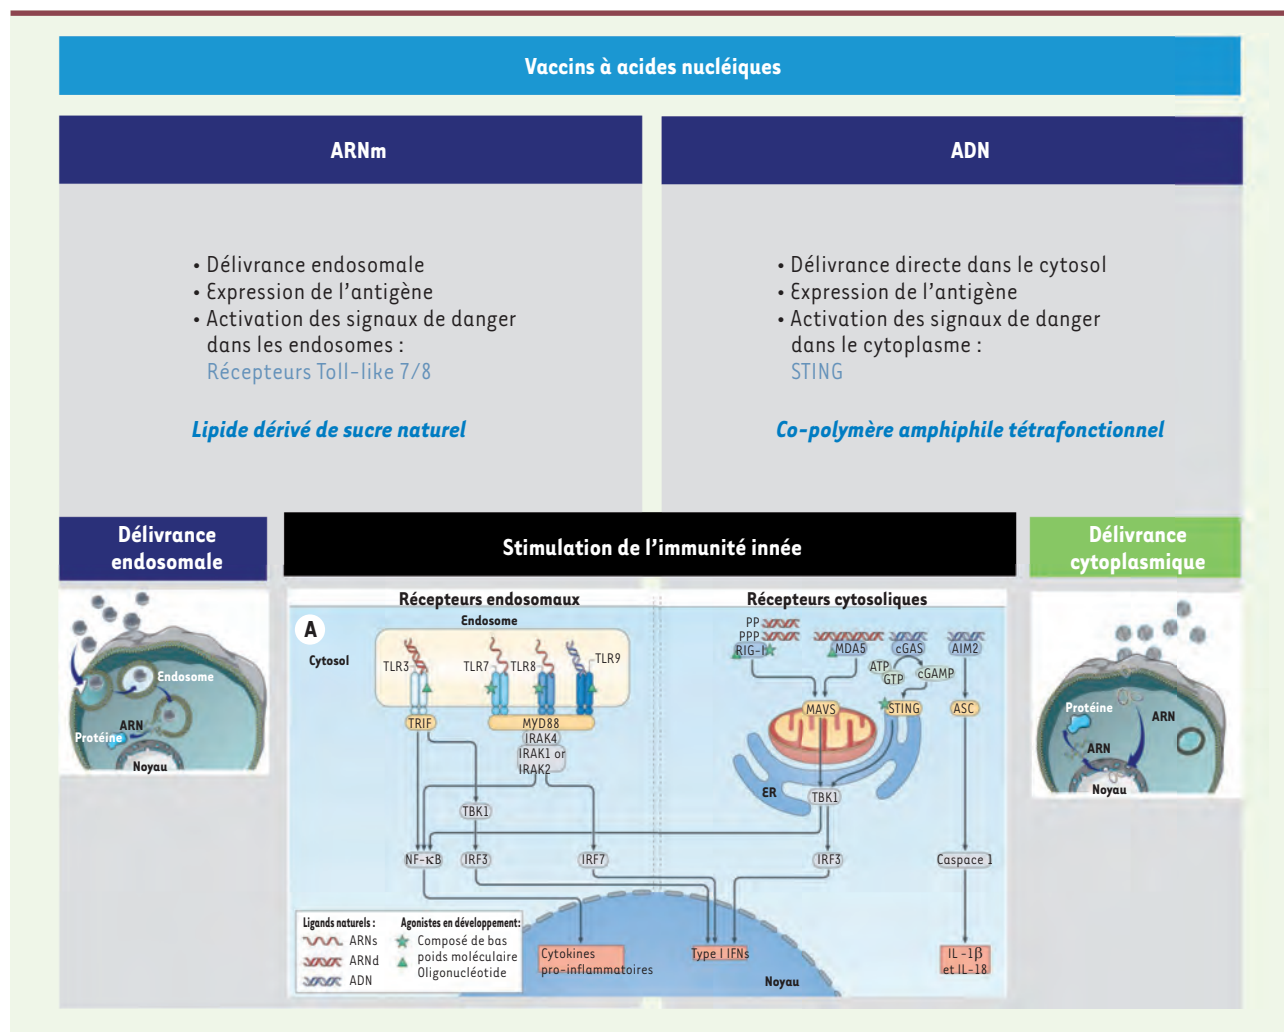 Vaccins à acides nucléiques
ARNm
• Délivrance endosomale
• Expression de l'antigène
• Activation des signaux de danger
dans les endosomes :
Récepteurs Toll-like 7/8
Lipide dérivé de sucre naturel
ADN
• Délivrance directe dans le cytosol
• Expression de l'antigène
• Activation des signaux de danger
dans le cytoplasme :
STING
Co-polymère amphiphile tétrafonctionnel
Délivrance
endosomale
Endosome
ARN
Protéine
Noyau
Stimulation de l'immunité innée
Récepteurs endosomaux
Récepteurs cytosoliques
A
Endosome
Cytosol
TLR3
TLR7
TLR8
TLR9
TRIF
MYD88
IRAK4
IRAK1 or
IRAK2
TBK1
NF-κB
IRF3
IRF7
PP
PPP
RIG-I
MDA5
cGAS
AIM2
ATP
GTP
cGAMP
MAVS
STING
ASC
ER
TBK1
IRF3
Caspace 1
Ligands naturels :
ARNs
ARNd
ADN
Agonistes en développement:
Composé de bas
poids moléculaire
Oligonucléotide
Cytokines
pro-inflammatoires
Type I IFNs
IL -1β
et IL-18
Noyau
Délivrance
cytoplasmique
Protéine
ARN
ARN
Noyau